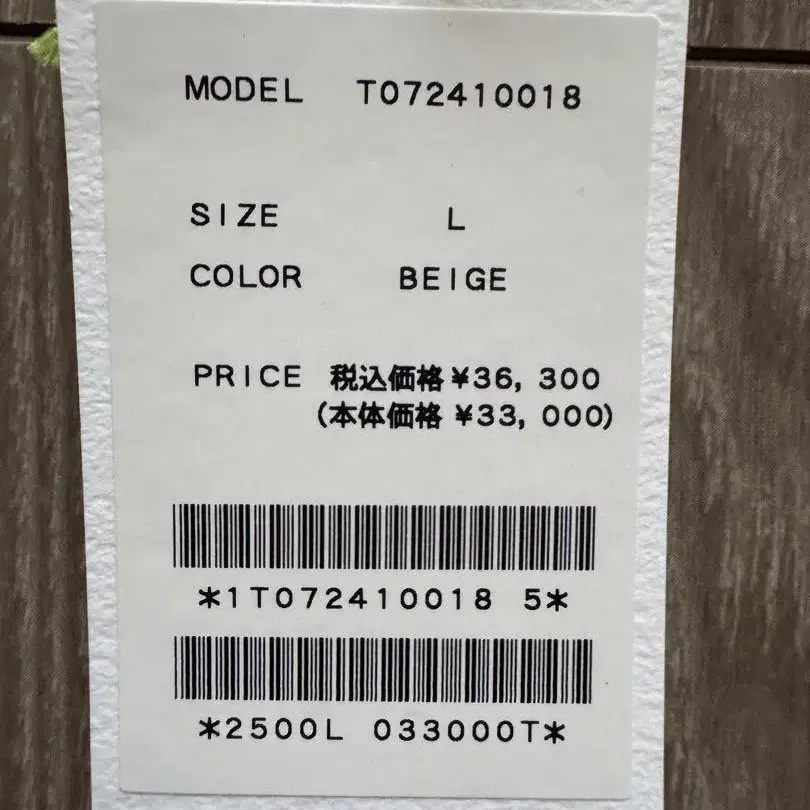 MODEL T072410018
SIZE L
COLOR BEIGE
PRICE 税込価格 ¥36,300
(本体価格 ¥33,000)
*1T072410018 5*
*2500L 033000T*